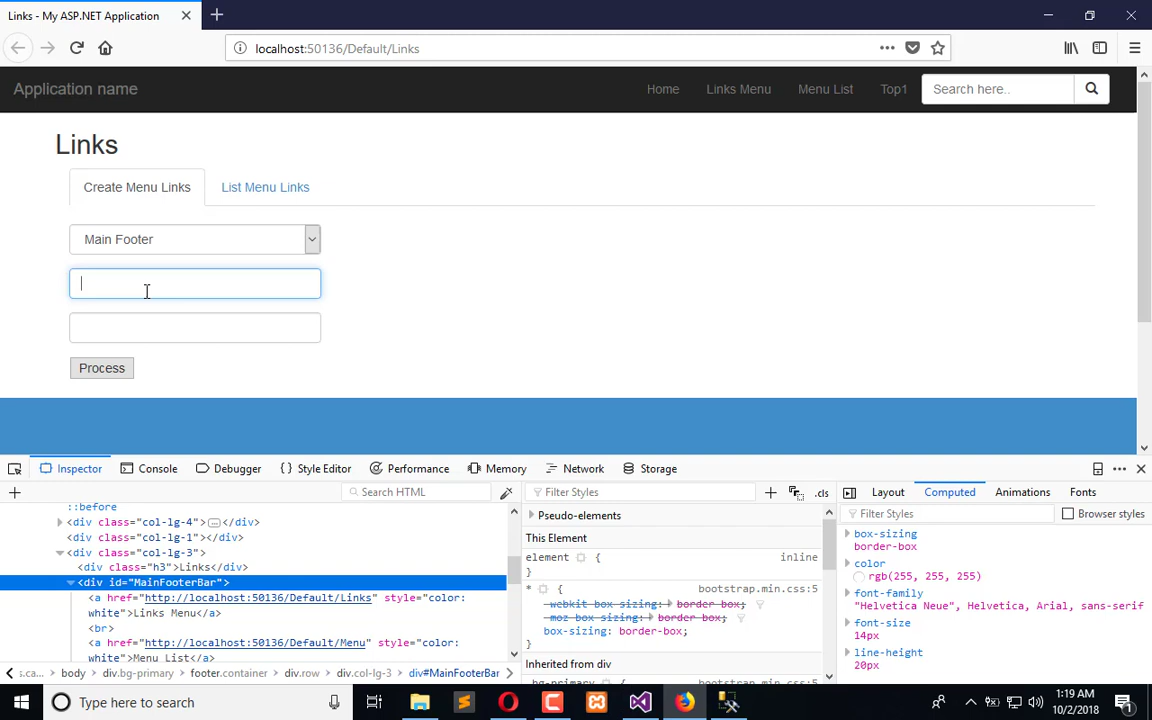 Links - My ASP.NET Application
localhost:50136/Default/Links
Application name
Home
Links Menu
Menu List
Top1
Search here..
Links
Create Menu Links
List Menu Links
Main Footer
Process
Inspector
Console
Debugger
{ } Style Editor
Performance
Memory
Network
Storage
Search HTML
Filter Styles
.cls
Layout
Computed
Animations
Fonts
::before
<div class="col-lg-4"> </div>
<div class="col-lg-1"></div>
<div class="col-lg-3">
<div class="h3">Links</div>
<div id="MainFooterBar">
<a href="http://localhost:50136/Default/Links" style="color:
white">Links Menu</a>
<br>
<a href="http://localhost:50136/Default/Menu" style="color:
white">Menu List</a>
Pseudo-elements
This Element
element { inline
}
* { bootstrap.min.css:5
-webkit-box-sizing: border-box;
-moz-box-sizing: border-box;
box-sizing: border-box;
}
Inherited from div
.bg-primary { bootstrap.min.css:5
Filter Styles
Browser styles
box-sizing
border-box
color
rgb(255, 255, 255)
font-family
"Helvetica Neue", Helvetica, Arial, sans-serif
font-size
14px
line-height
20px
s.ca...
body
div.bg-primary
footer.container
div.row
div.col-lg-3
div#MainFooterBar
Type here to search
1:19 AM
10/2/2018
1